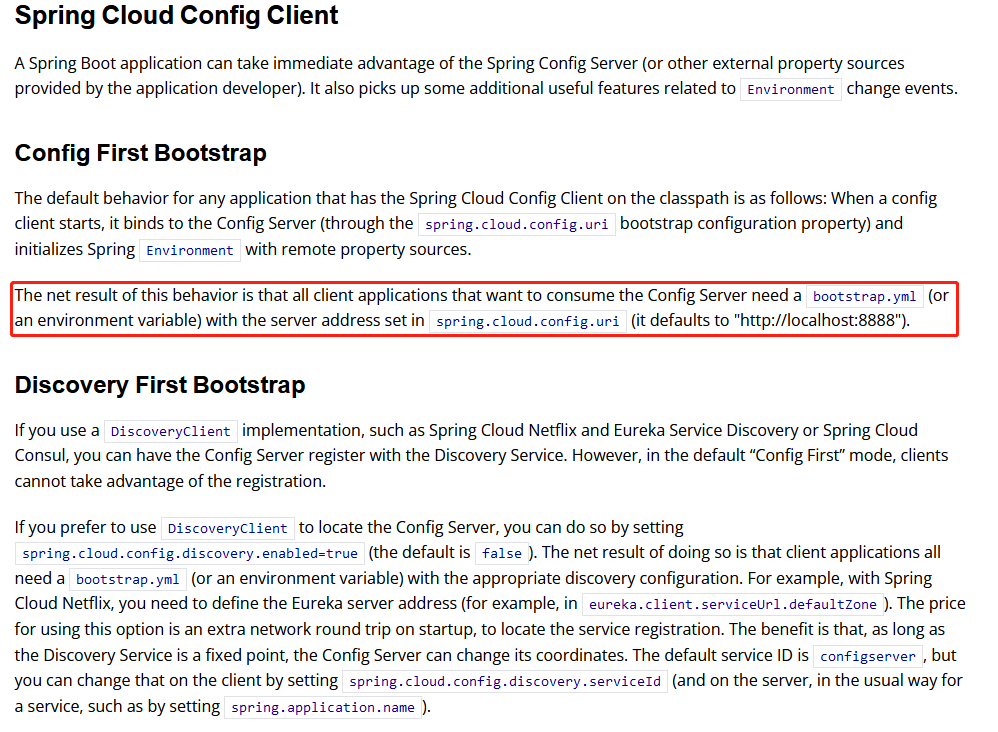 Spring Cloud Config Client
A Spring Boot application can take immediate advantage of the Spring Config Server (or other external property sources
provided by the application developer). It also picks up some additional useful features related to Environment change events.
Config First Bootstrap
The default behavior for any application that has the Spring Cloud Config Client on the classpath is as follows: When a config
client starts, it binds to the Config Server (through the spring.cloud.config.uri bootstrap configuration property) and
initializes Spring Environment with remote property sources.
The net result of this behavior is that all client applications that want to consume the Config Server need a bootstrap.yml (or
an environment variable) with the server address set in spring.cloud.config.uri (it defaults to "http://localhost:8888").
Discovery First Bootstrap
If you use a DiscoveryClient implementation, such as Spring Cloud Netflix and Eureka Service Discovery or Spring Cloud
Consul, you can have the Config Server register with the Discovery Service. However, in the default “Config First” mode, clients
cannot take advantage of the registration.
If you prefer to use DiscoveryClient to locate the Config Server, you can do so by setting
spring.cloud.config.discovery.enabled=true (the default is false). The net result of doing so is that client applications all
need a bootstrap.yml (or an environment variable) with the appropriate discovery configuration. For example, with Spring
Cloud Netflix, you need to define the Eureka server address (for example, in eureka.client.serviceUrl.defaultZone). The price
for using this option is an extra network round trip on startup, to locate the service registration. The benefit is that, as long as
the Discovery Service is a fixed point, the Config Server can change its coordinates. The default service ID is configserver, but
you can change that on the client by setting spring.cloud.config.discovery.serviceId (and on the server, in the usual way for
a service, such as by setting spring.application.name).